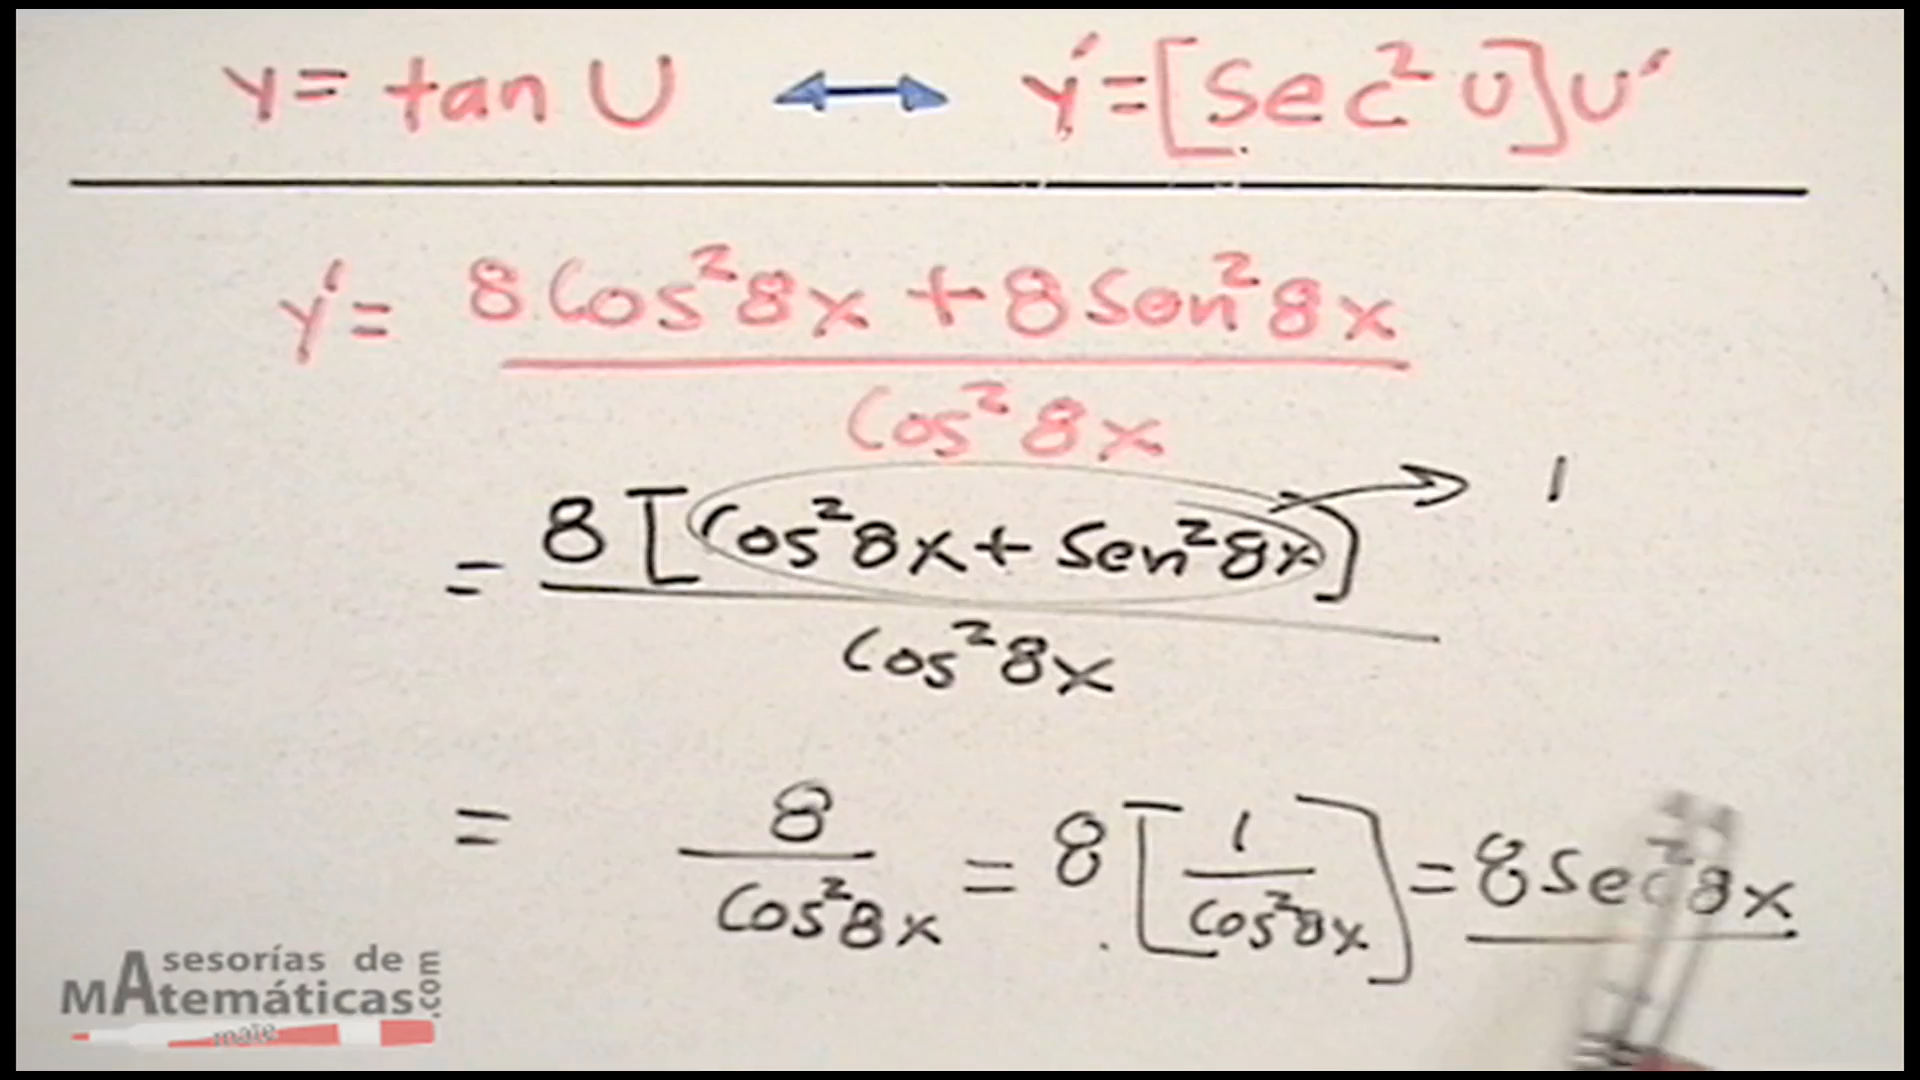 y = tan U ↔ y' = [Sec² U] U'
y' = 8 Cos² 8x + 8 Sen² 8x
Cos² 8x
= 8 [Cos² 8x + Sen² 8x] → 1
Cos² 8x
= 8 / Cos² 8x = 8 [1 / Cos² 8x] = 8 Sec² 8x
Asesorías de
MAtemáticas.com
mate